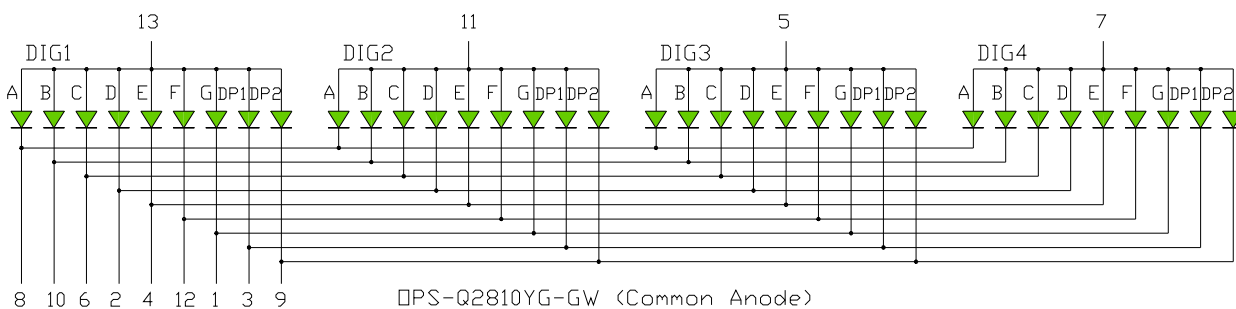 13 11 5 7
DIG1 DIG2 DIG3 DIG4
A B C D E F G DP1 DP2 A B C D E F G DP1 DP2 A B C D E F G DP1 DP2 A B C D E F G DP1 DP2
8 10 6 2 4 12 1 3 9 PS-Q2810YG-GW (Common Anode)